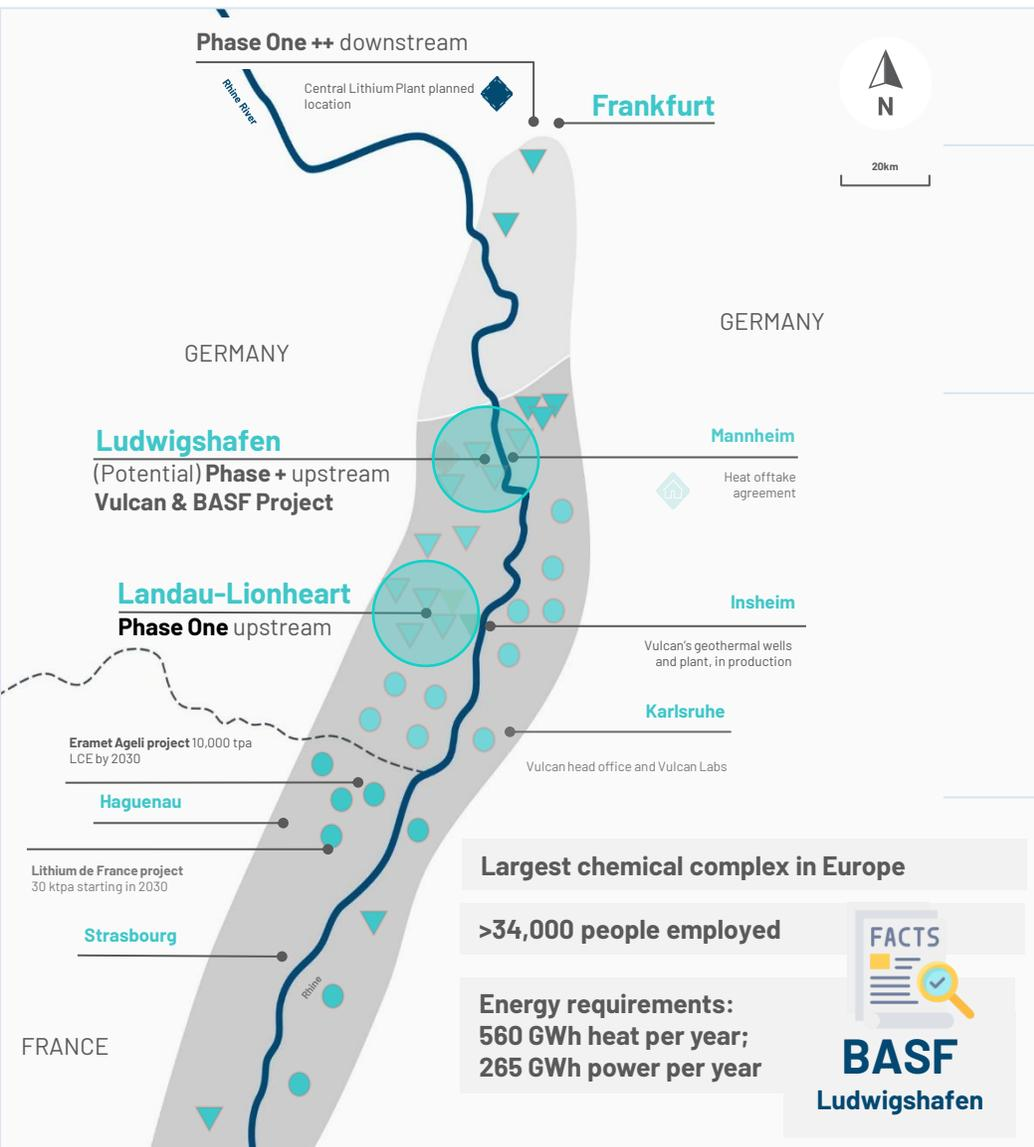 Phase One ++ downstream
Rhine River
Central Lithium Plant planned
location
Frankfurt
N
20km
GERMANY
GERMANY
Ludwigshafen
(Potential) Phase + upstream
Vulcan & BASF Project
Mannheim
Heat offtake
agreement
Landau-Lionheart
Phase One upstream
Insheim
Vulcan's geothermal wells
and plant, in production
Karlsruhe
Vulcan head office and Vulcan Labs
Eramet Ageli project 10,000 tpa
LCE by 2030
Haguenau
Lithium de France project
30 ktpa starting in 2030
Strasbourg
Rhine
FRANCE
Largest chemical complex in Europe
>34,000 people employed
Energy requirements:
560 GWh heat per year;
265 GWh power per year
FACTS
BASF
Ludwigshafen